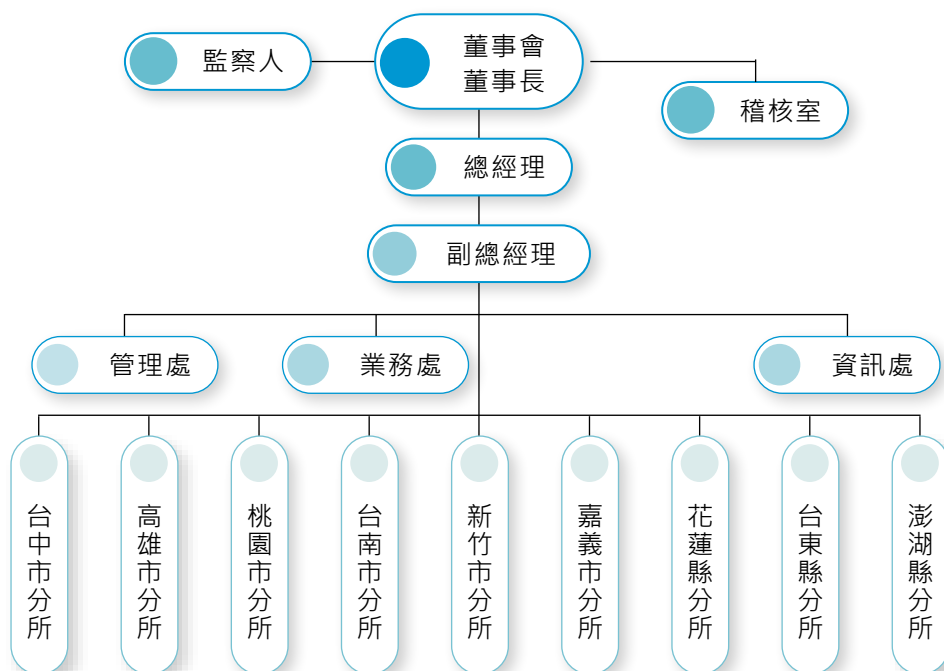 監察人
董事會
董事長
稽核室
總經理
副總經理
管理處
業務處
資訊處
台中市分所
高雄市分所
桃園市分所
台南市分所
新竹市分所
嘉義市分所
花蓮縣分所
台東縣分所
澎湖縣分所